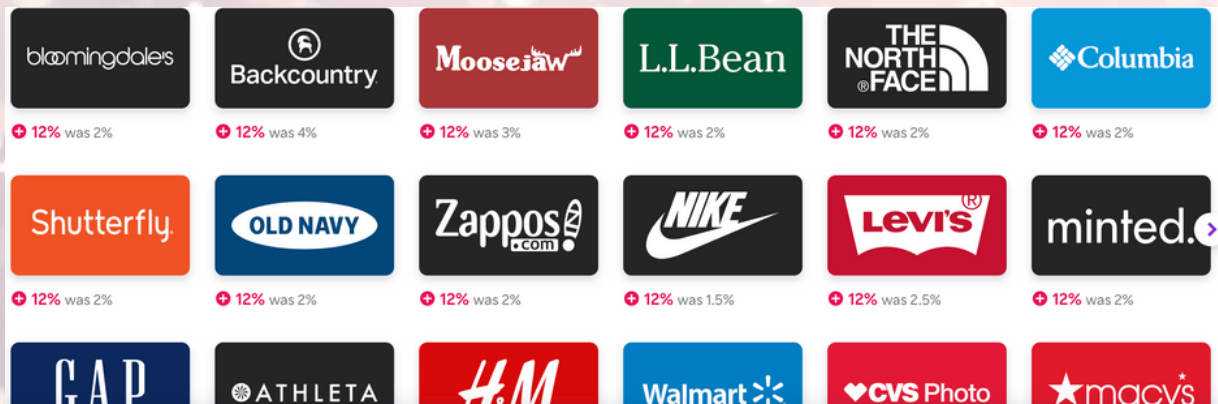 bloomingdale's
Backcountry
Moosejaw
L.L.Bean
THE
NORTH
FACE®
Columbia
12% was 2%
12% was 4%
12% was 3%
12% was 2%
12% was 2%
12% was 2%
Shutterfly.
OLD NAVY
Zappos
.com
NIKE
LEVI'S®
minted.
12% was 2%
12% was 2%
12% was 2%
12% was 1.5%
12% was 2.5%
12% was 2%
GAP
ATHLETA
H&M
Walmart
CVS Photo
macy's